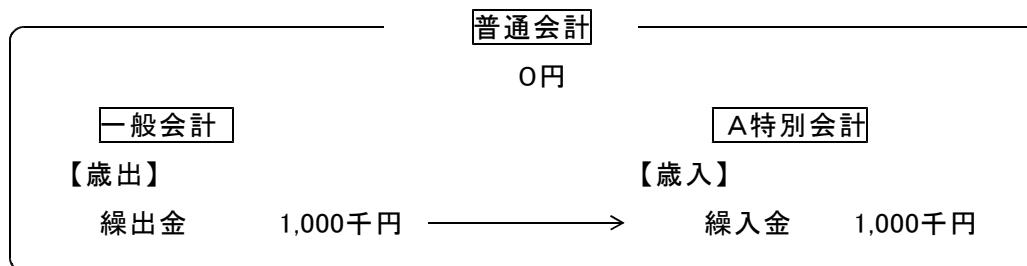 普通会計
0円
一般会計 A特別会計
【歳出】 【歳入】
繰出金 1,000千円 繰入金 1,000千円